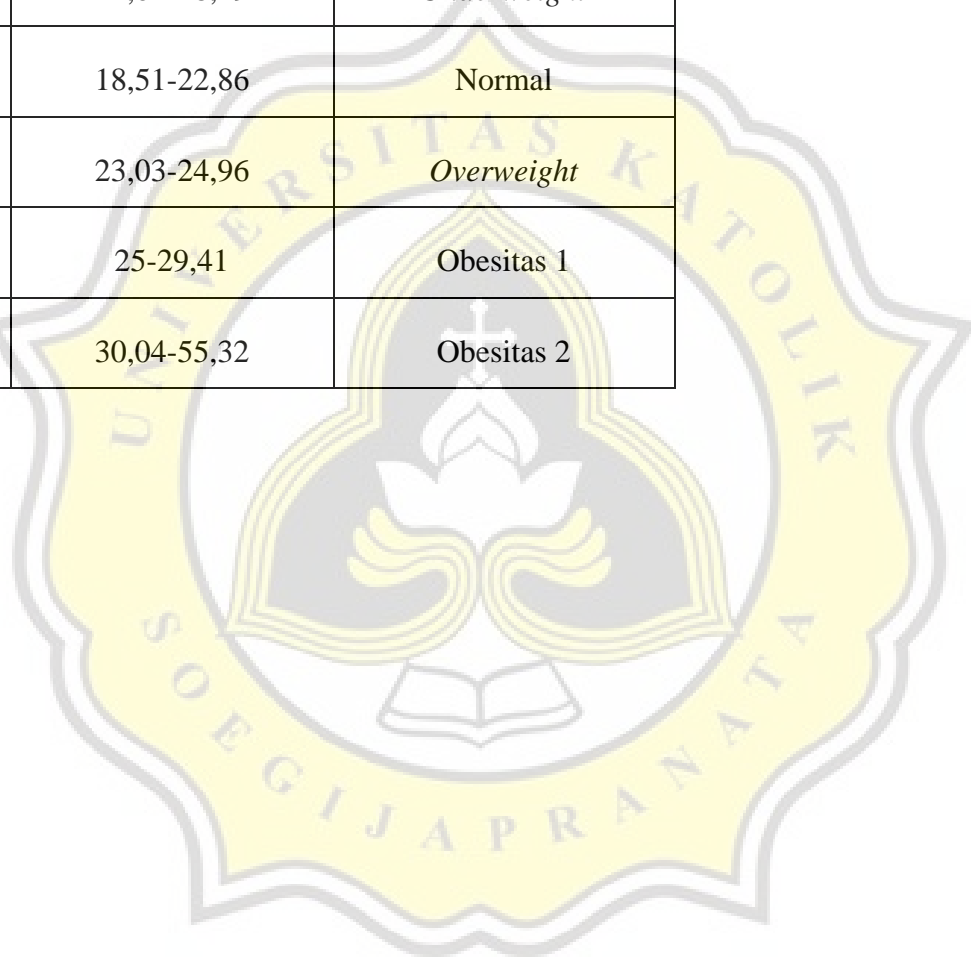 18,51-22,86 Normal
23,03-24,96 Overweight
25-29,41 Obesitas 1
30,04-55,32 Obesitas 2
UNIVERSITAS KATOLIK
SOEGIJAPRANATA